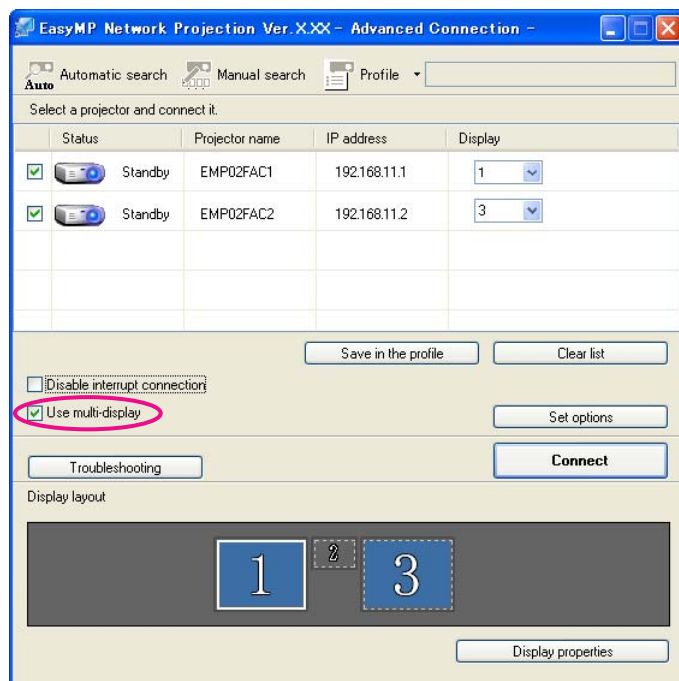 EasyMP Network Projection Ver.X.XX – Advanced Connection –
Auto Automatic search Manual search Profile
Select a projector and connect it.
Status Projector name IP address Display
Standby EMP02FAC1 192.168.11.1 1
Standby EMP02FAC2 192.168.11.2 3
Save in the profile Clear list
Disable interrupt connection
Use multi-display Set options
Troubleshooting Connect
Display layout
1 2 3
Display properties